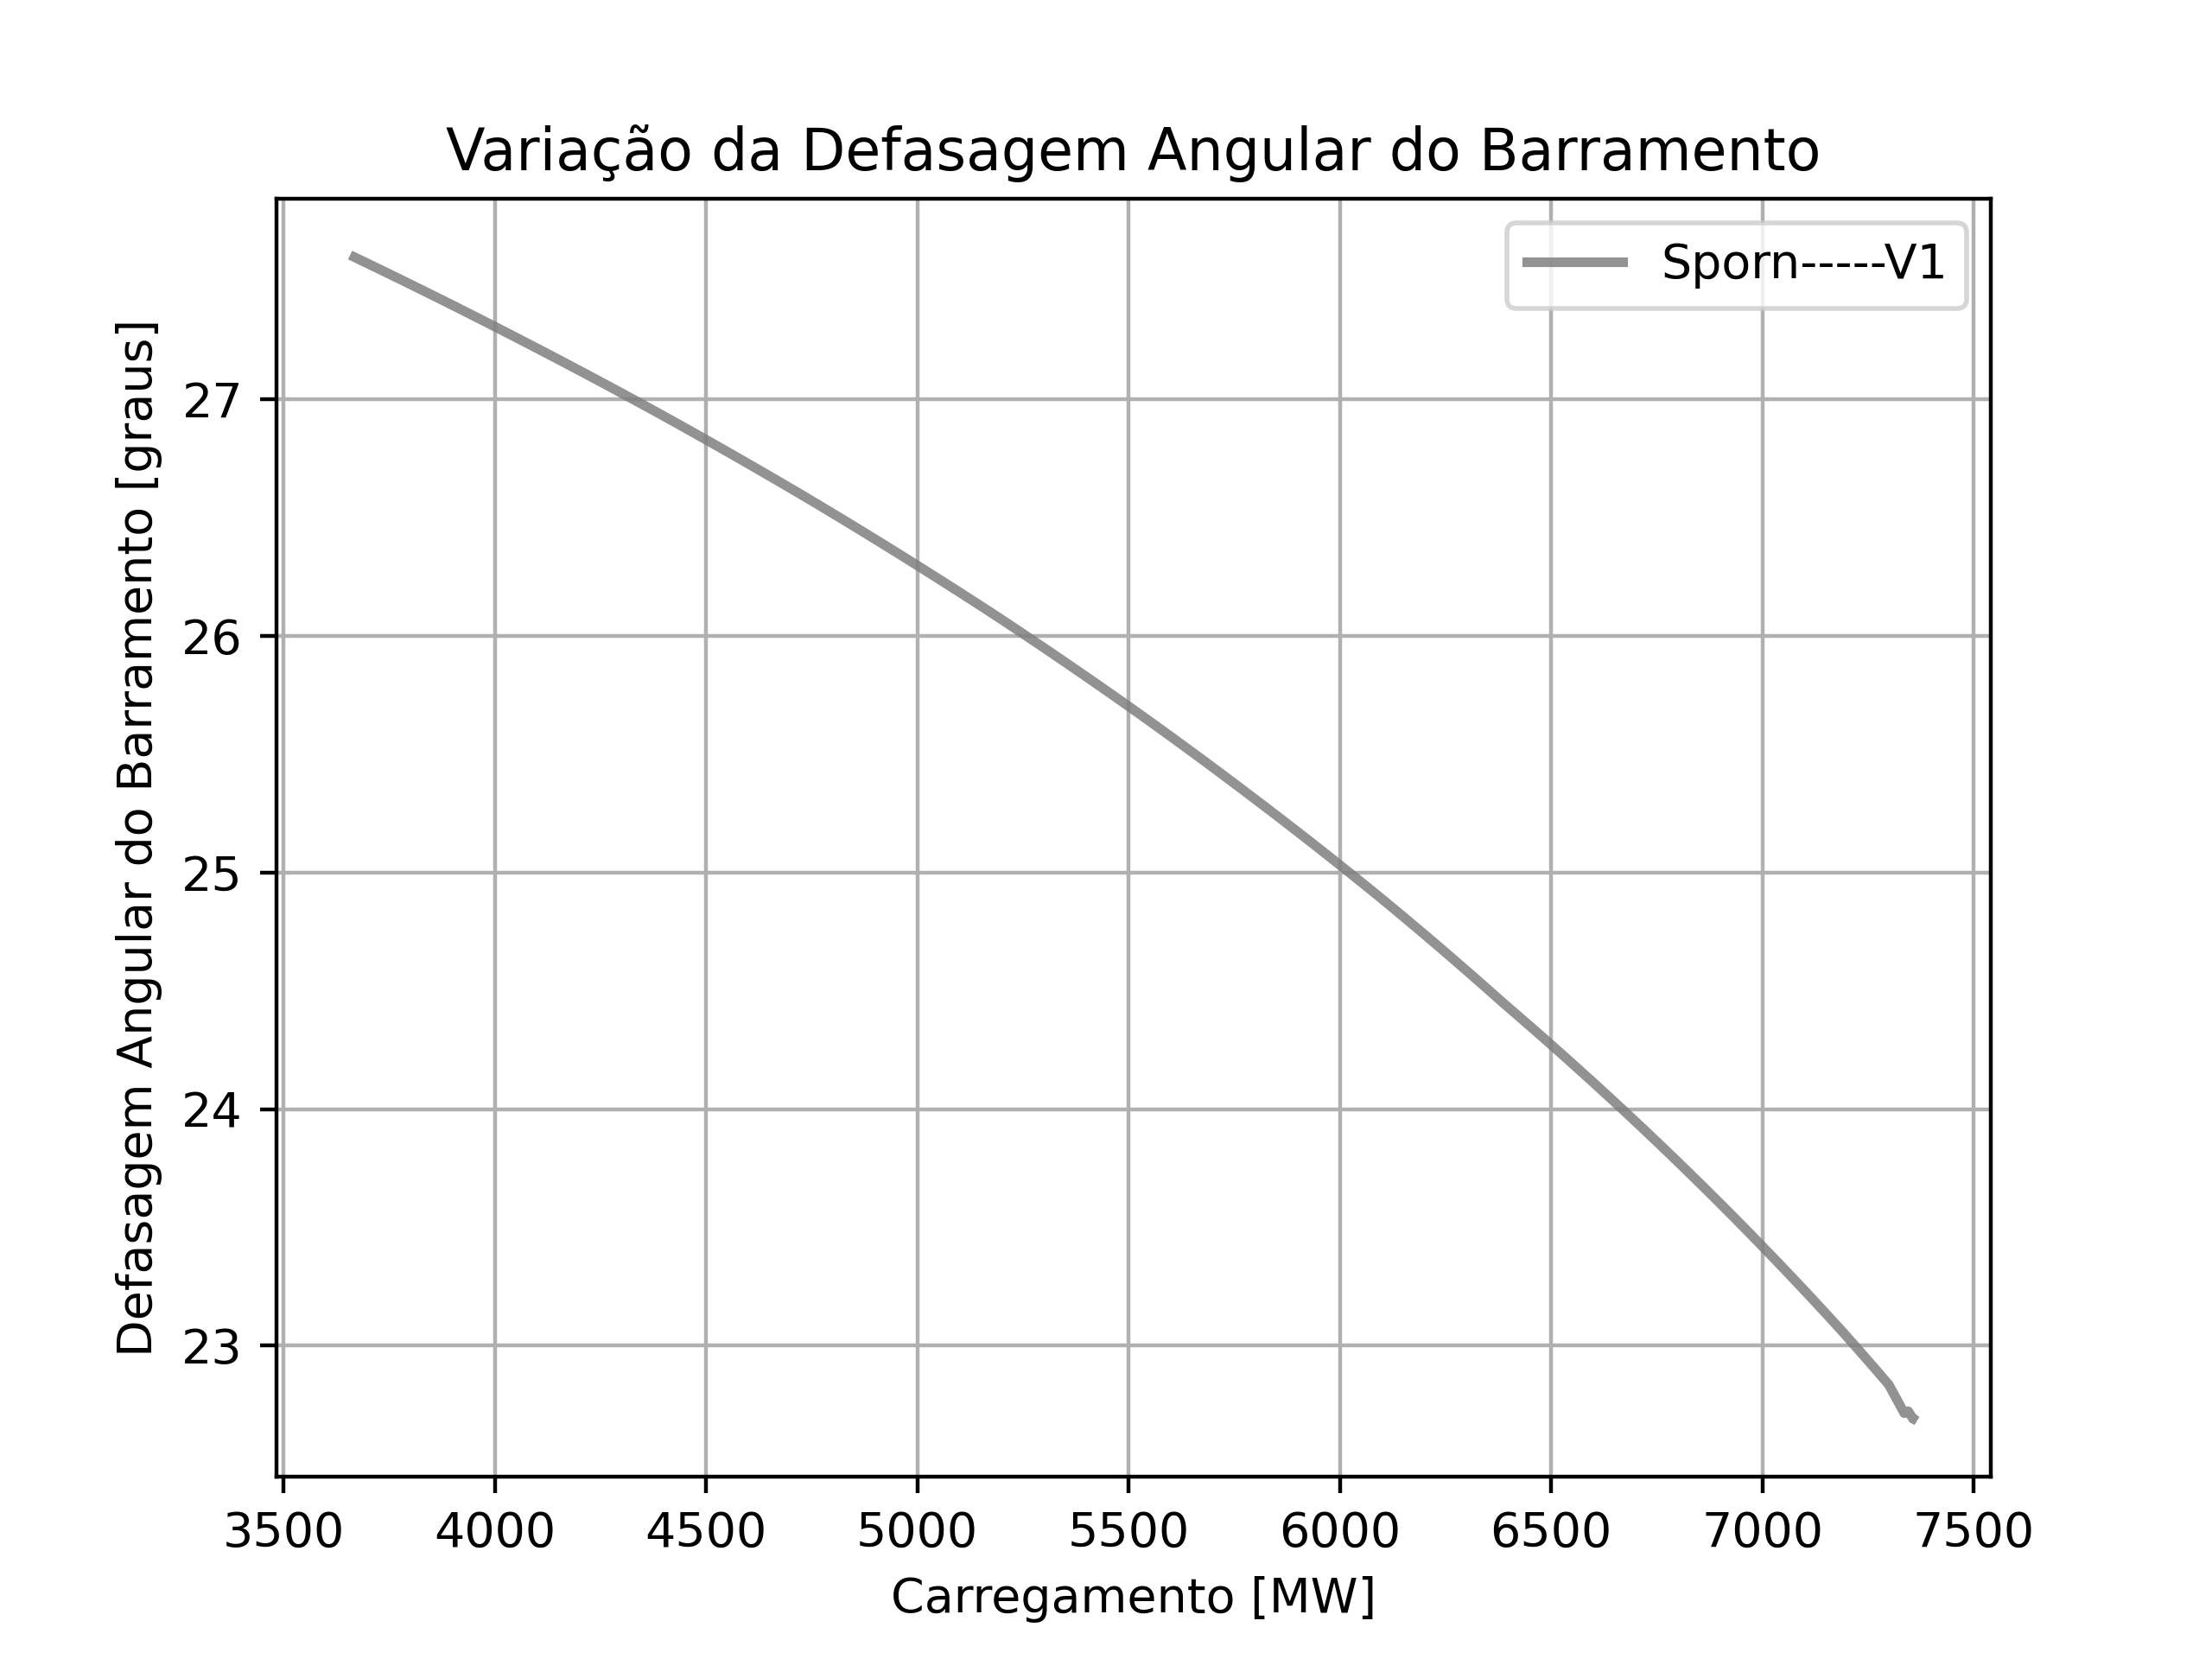 Variação da Defasagem Angular do Barramento
Sporn-----V1
Defasagem Angular do Barramento [graus]
27
26
25
24
23
3500 4000 4500 5000 5500 6000 6500 7000 7500
Carregamento [MW]